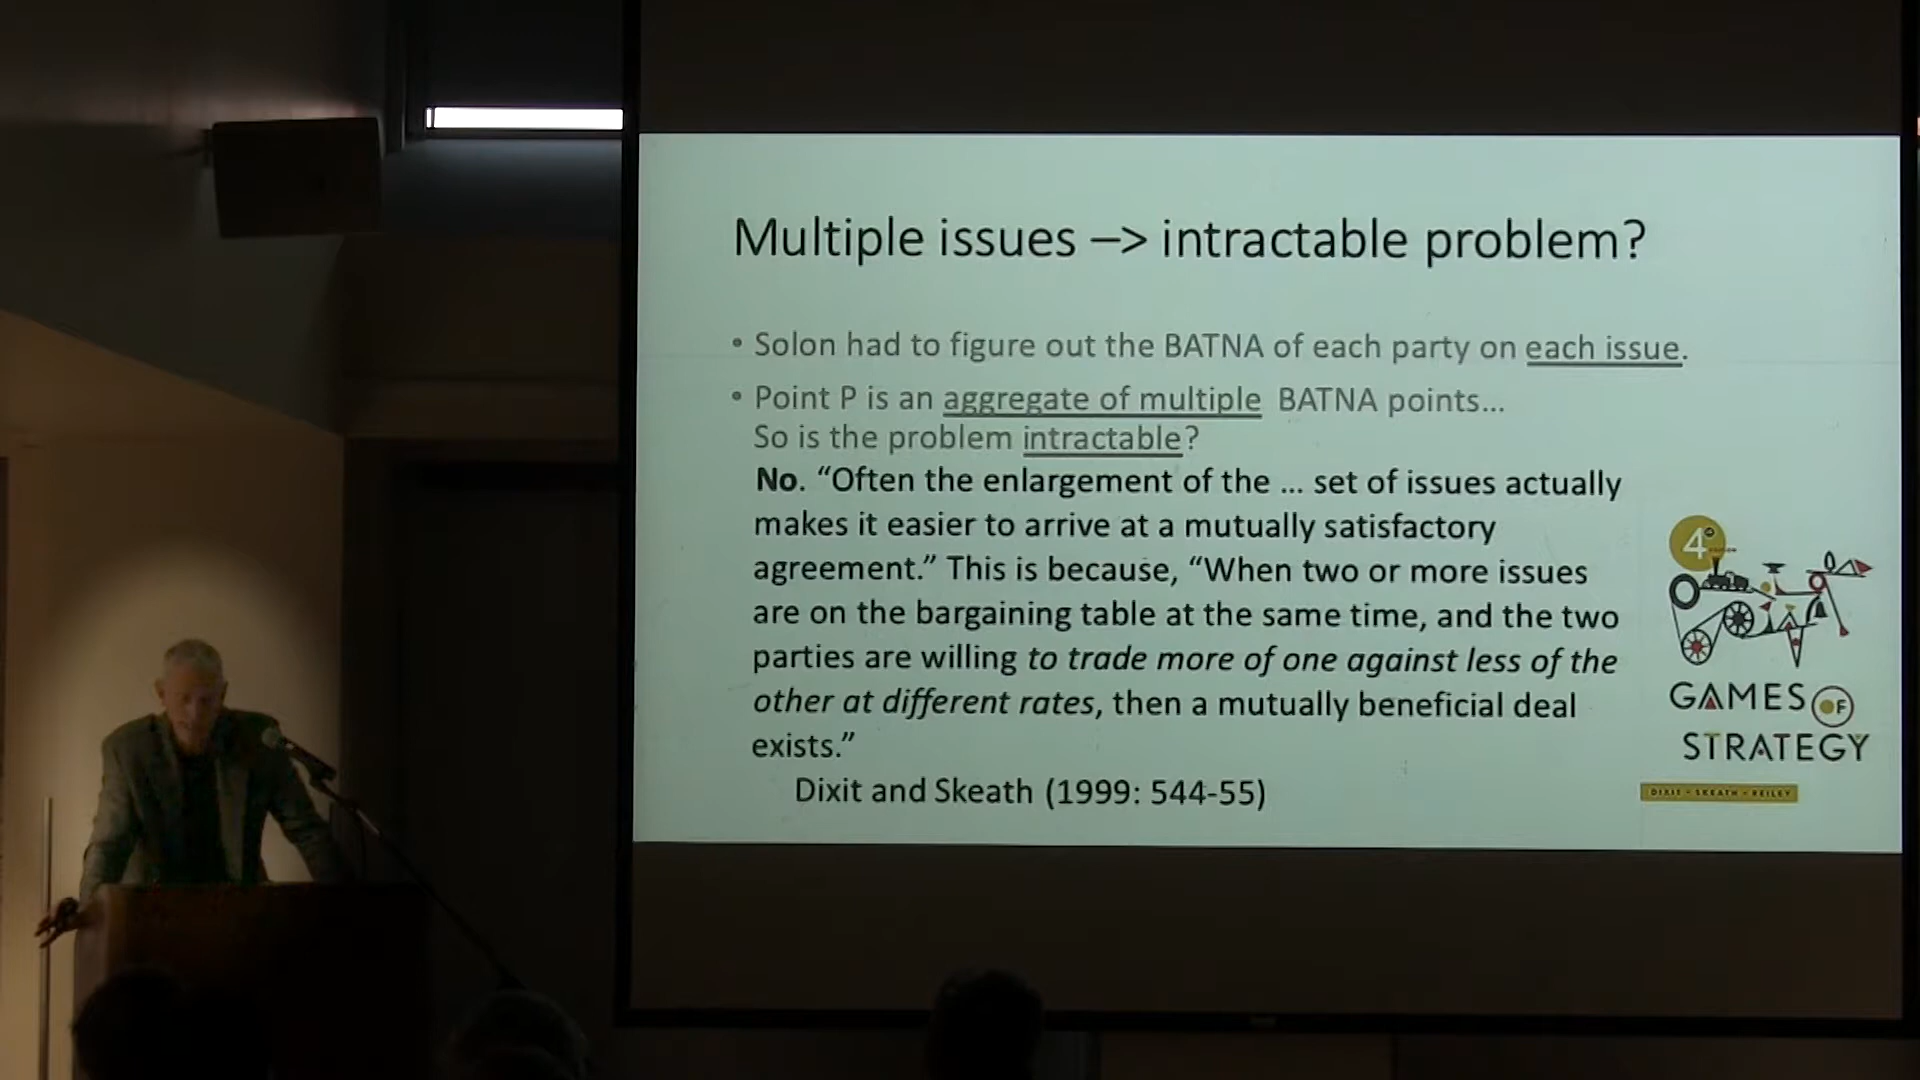 Multiple issues –> intractable problem?
• Solon had to figure out the BATNA of each party on each issue.
• Point P is an aggregate of multiple BATNA points...
So is the problem intractable?
No. “Often the enlargement of the ... set of issues actually
makes it easier to arrive at a mutually satisfactory
agreement.” This is because, “When two or more issues
are on the bargaining table at the same time, and the two
parties are willing to trade more of one against less of the
other at different rates, then a mutually beneficial deal
exists.”
Dixit and Skeath (1999: 544-55)
4
GAMES OF
STRATEGY
DIXIT • SKEATH • REILEY